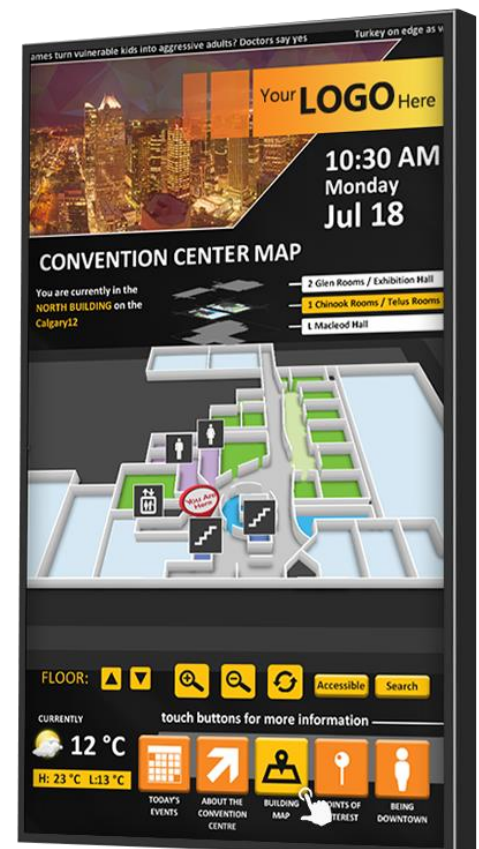 ames turn vulnerable kids into aggressive adults? Doctors say yes
Turkey on edge as
Your LOGO Here
10:30 AM
Monday
Jul 18
CONVENTION CENTER MAP
You are currently in the
NORTH BUILDING on the
Calgary12
2 Glen Rooms / Exhibition Hall
1 Chinook Rooms / Telus Rooms
L Macleod Hall
You Are
Here
FLOOR:
Accessible
Search
CURRENTLY
touch buttons for more information
12 °C
H: 23 °C L:13 °C
TODAY'S
EVENTS
ABOUT THE
CONVENTION
CENTRE
BUILDING
MAP
POINTS OF
INTEREST
BEING
DOWNTOWN